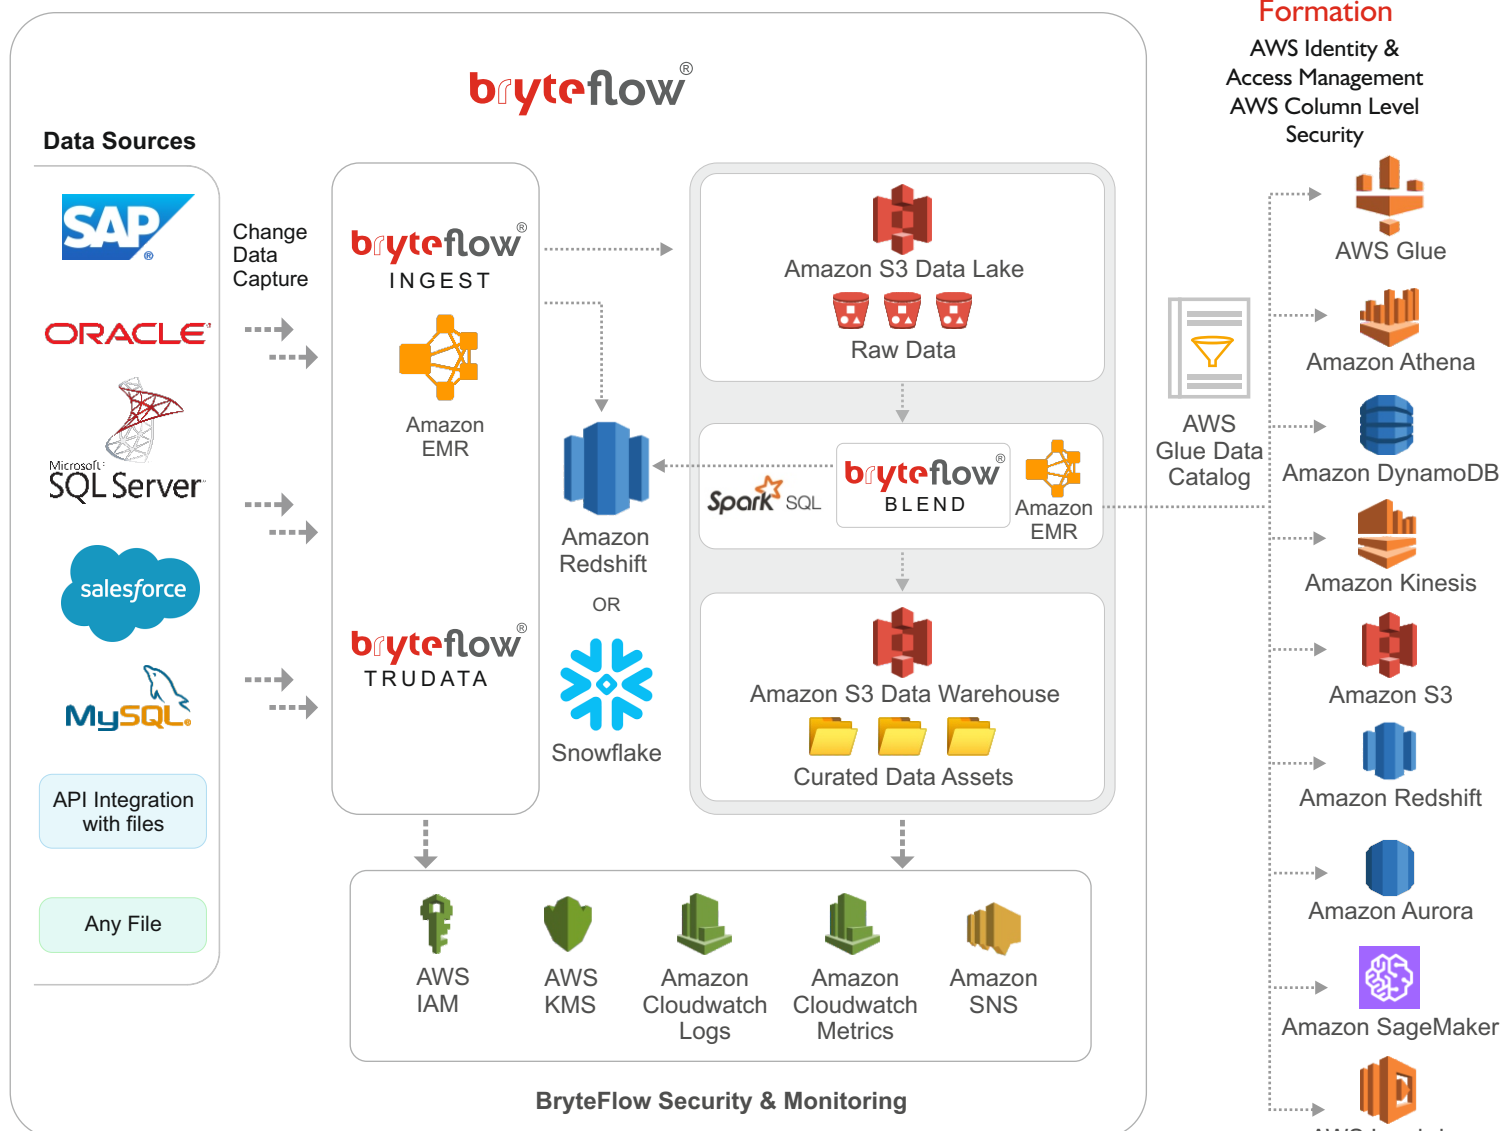 bryteflow®
Data Sources
SAP®
ORACLE®
Microsoft®
SQL Server
salesforce
MySQL®
API Integration
with files
Any File
Change
Data
Capture
bryteflow®
INGEST
Amazon
EMR
bryteflow®
TRUDATA
Amazon
Redshift
OR
Snowflake
Amazon S3 Data Lake
Raw Data
Spark SQL
bryteflow®
BLEND
Amazon
EMR
Amazon S3 Data Warehouse
Curated Data Assets
AWS
IAM
AWS
KMS
Amazon
Cloudwatch
Logs
Amazon
Cloudwatch
Metrics
Amazon
SNS
BryteFlow Security & Monitoring
Formation
AWS Identity &
Access Management
AWS Column Level
Security
AWS
Glue Data
Catalog
AWS Glue
Amazon Athena
Amazon DynamoDB
Amazon Kinesis
Amazon S3
Amazon Redshift
Amazon Aurora
Amazon SageMaker